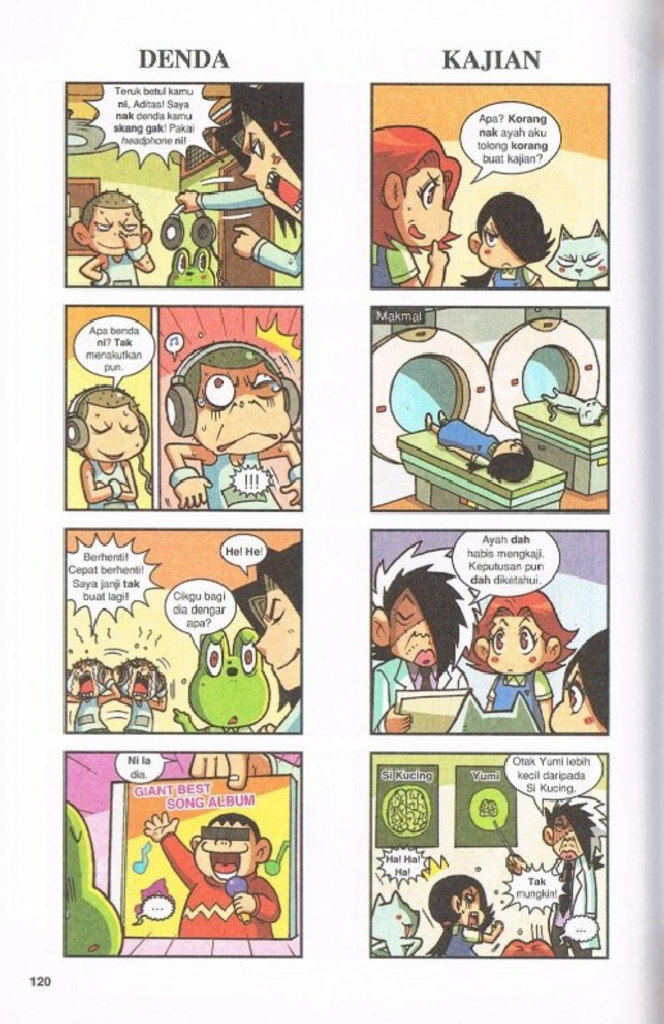 DENDA
Teruk betul kamu
ni, Aditas! Saya
nak denda kamu
skang gak! Pakai
headphone ni!
Apa benda
ni? Tak
menakutkan
pun.
!!!
Berhenti!
Cepat berhenti!
Saya janji tak
buat lagi!
He! He!
Cikgu bagi
dia dengar
apa?
Ni la
dia.
GIANT BEST
SONG ALBUM
...
KAJIAN
Apa? Korang
nak ayah aku
tolong korang
buat kajian?
Makmal
Ayah dah
habis mengkaji.
Keputusan pun
dah diketahui.
Otak Yumi lebih
kecil daripada
Si Kucing.
Si Kucing
Yumi
Ha! Ha!
Ha!
Tak
mungkin!
...
120